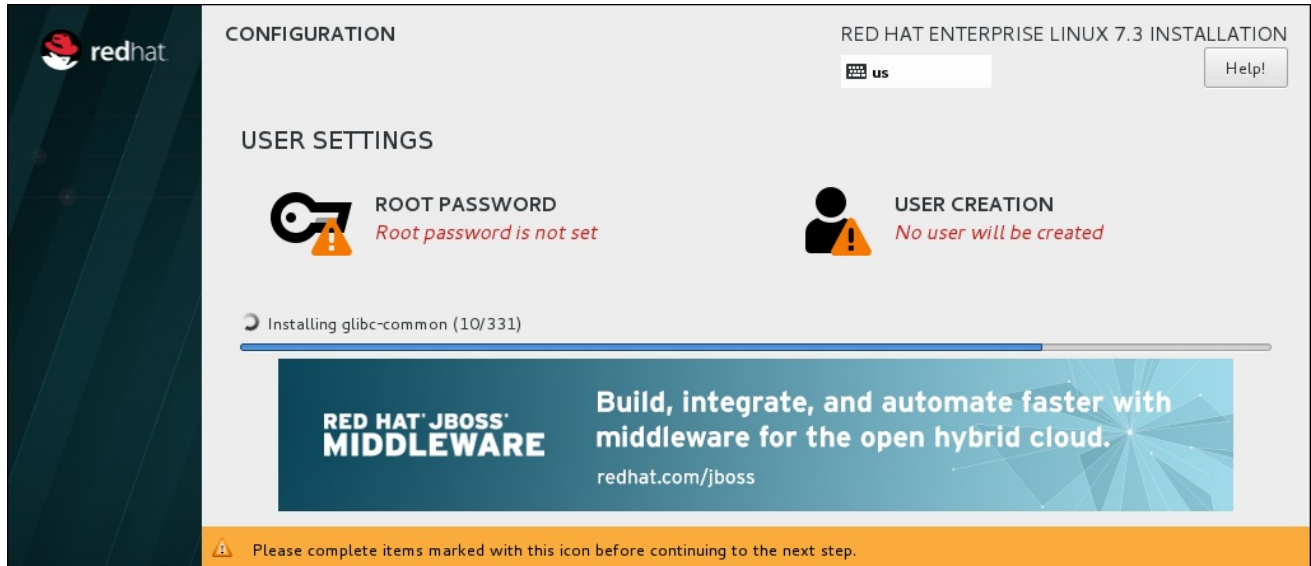 redhat.
CONFIGURATION
RED HAT ENTERPRISE LINUX 7.3 INSTALLATION
us
Help!
USER SETTINGS
ROOT PASSWORD
Root password is not set
USER CREATION
No user will be created
Installing glibc-common (10/331)
RED HAT® JBOSS®
MIDDLEWARE
Build, integrate, and automate faster with
middleware for the open hybrid cloud.
redhat.com/jboss
Please complete items marked with this icon before continuing to the next step.